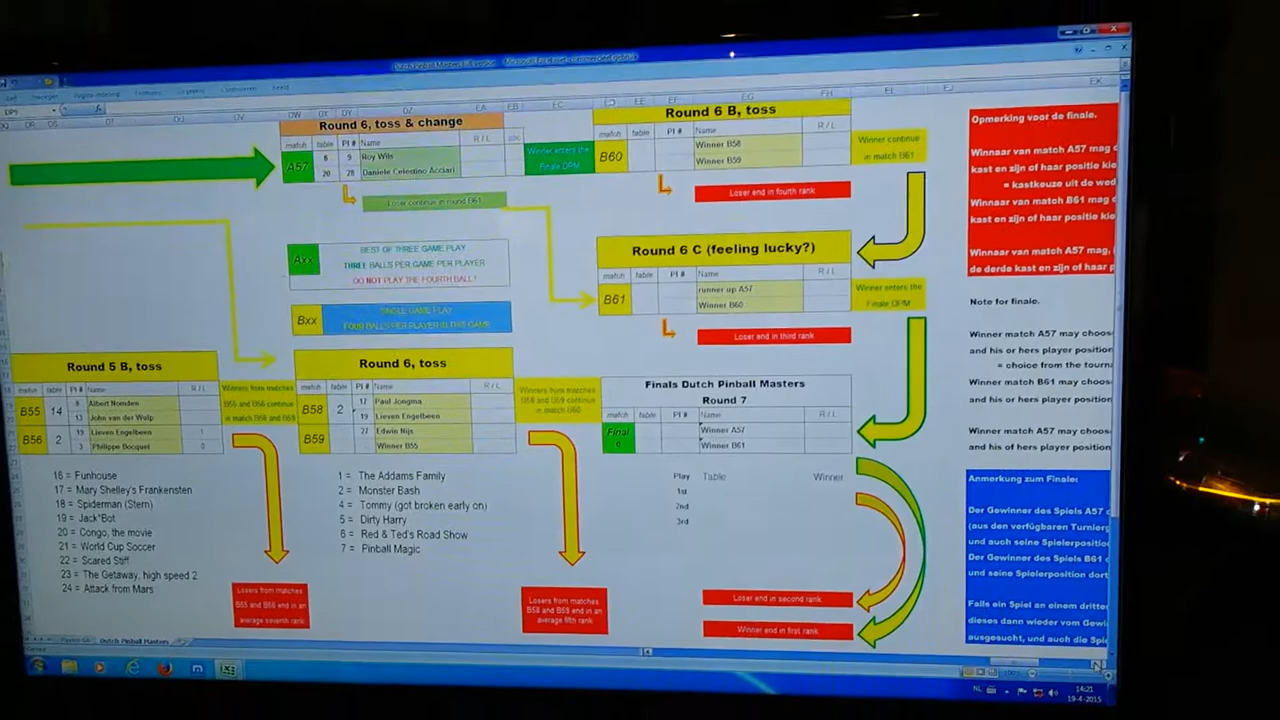 Dutch Pinball Masters
Round 6, toss & change
match table Pl # Name R / L
A57
8 9 Roy Wils
20 28 Daniele Celestino Acciari
Loser continue in round B61
Winner enters the
Finale DPM
Round 6 B, toss
match table Pl # Name R / L
B60
Winner B58
Winner B59
Loser end in fourth rank
Winner continue
in match B61
Axx
BEST OF THREE GAME PLAY
THREE BALLS PER GAME PER PLAYER
DO NOT PLAY THE FOURTH BALL!
Bxx
SINGLE GAME PLAY
FOUR BALLS PER PLAYER IN THIS GAME
Round 6 C (feeling lucky?)
match table Pl # Name R / L
B61
runner up A57
Winner B60
Loser end in third rank
Winner enters the
Finale DPM
Round 5 B, toss
match table Pl # Name R / L
B55 14
8 Albert Nomden
13 John van der Wulp
B56 2
19 Lieven Engelbeen 1
3 Philippe Bocquet 0
Winners from matches
B55 and B56 continue
in match B58 and B59
Round 6, toss
match table Pl # Name R / L
B58 2
17 Paul Jongma
19 Lieven Engelbeen
B59
27 Edwin Nijs
Winner B55
Winners from matches
B58 and B59 continue
in match B60
Finals Dutch Pinball Masters
Round 7
match table Pl # Name R / L
Final
Winner A57
Winner B61
Play Table Winner
1st
2nd
3rd
Loser end in second rank
Winner end in first rank
16 = Funhouse
17 = Mary Shelley's Frankensten
18 = Spiderman (Stern)
19 = Jack*Bot
20 = Congo, the movie
21 = World Cup Soccer
22 = Scared Stiff
23 = The Getaway, high speed 2
24 = Attack from Mars
1 = The Addams Family
2 = Monster Bash
4 = Tommy (got broken early on)
5 = Dirty Harry
6 = Red & Ted's Road Show
7 = Pinball Magic
Losers from matches
B55 and B56 end in an
average seventh rank
Losers from matches
B58 and B59 end in an
average fifth rank
Opmerking voor de finale.
Winnaar van match A57 mag
kast en zijn of haar positie kie
= kastkeuze uit de wed
Winnaar van match B61 mag
kast en zijn of haar positie kie
Winnaar van match A57 mag,
de derde kast en zijn of haar p
Note for finale.
Winner match A57 may choos
and his or hers player position
= choice from the tourn
Winner match B61 may choos
and his or hers player position
Winner match A57 may choos
and his of hers player position
Anmerkung zum Finale:
Der Gewinner des Spiels A57
(aus den verfügbaren Turnier
und auch seine Spielerposition
Der Gewinner des Spiels B61
und seine Spielerposition dort
Falls ein Spiel an einem dritte
dieses dann wieder vom Gewi
ausgesucht, und auch die Spie
Dutch Pinball Masters
NL
14:21
19-4-2015